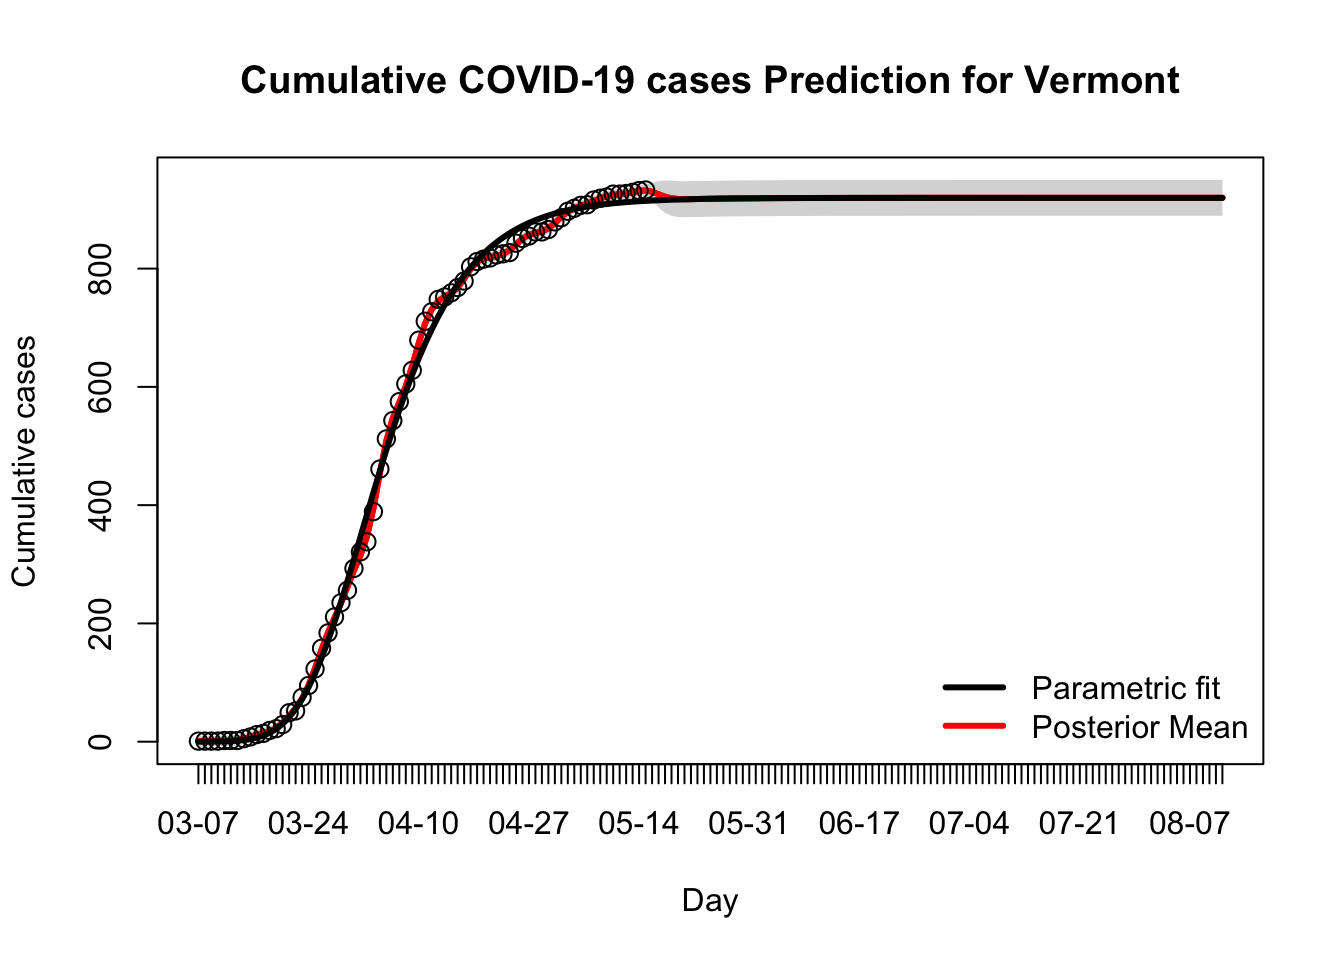 Cumulative COVID-19 cases Prediction for Vermont
Cumulative cases
800
600
400
200
0
Parametric fit
Posterior Mean
03-07 03-24 04-10 04-27 05-14 05-31 06-17 07-04 07-21 08-07
Day